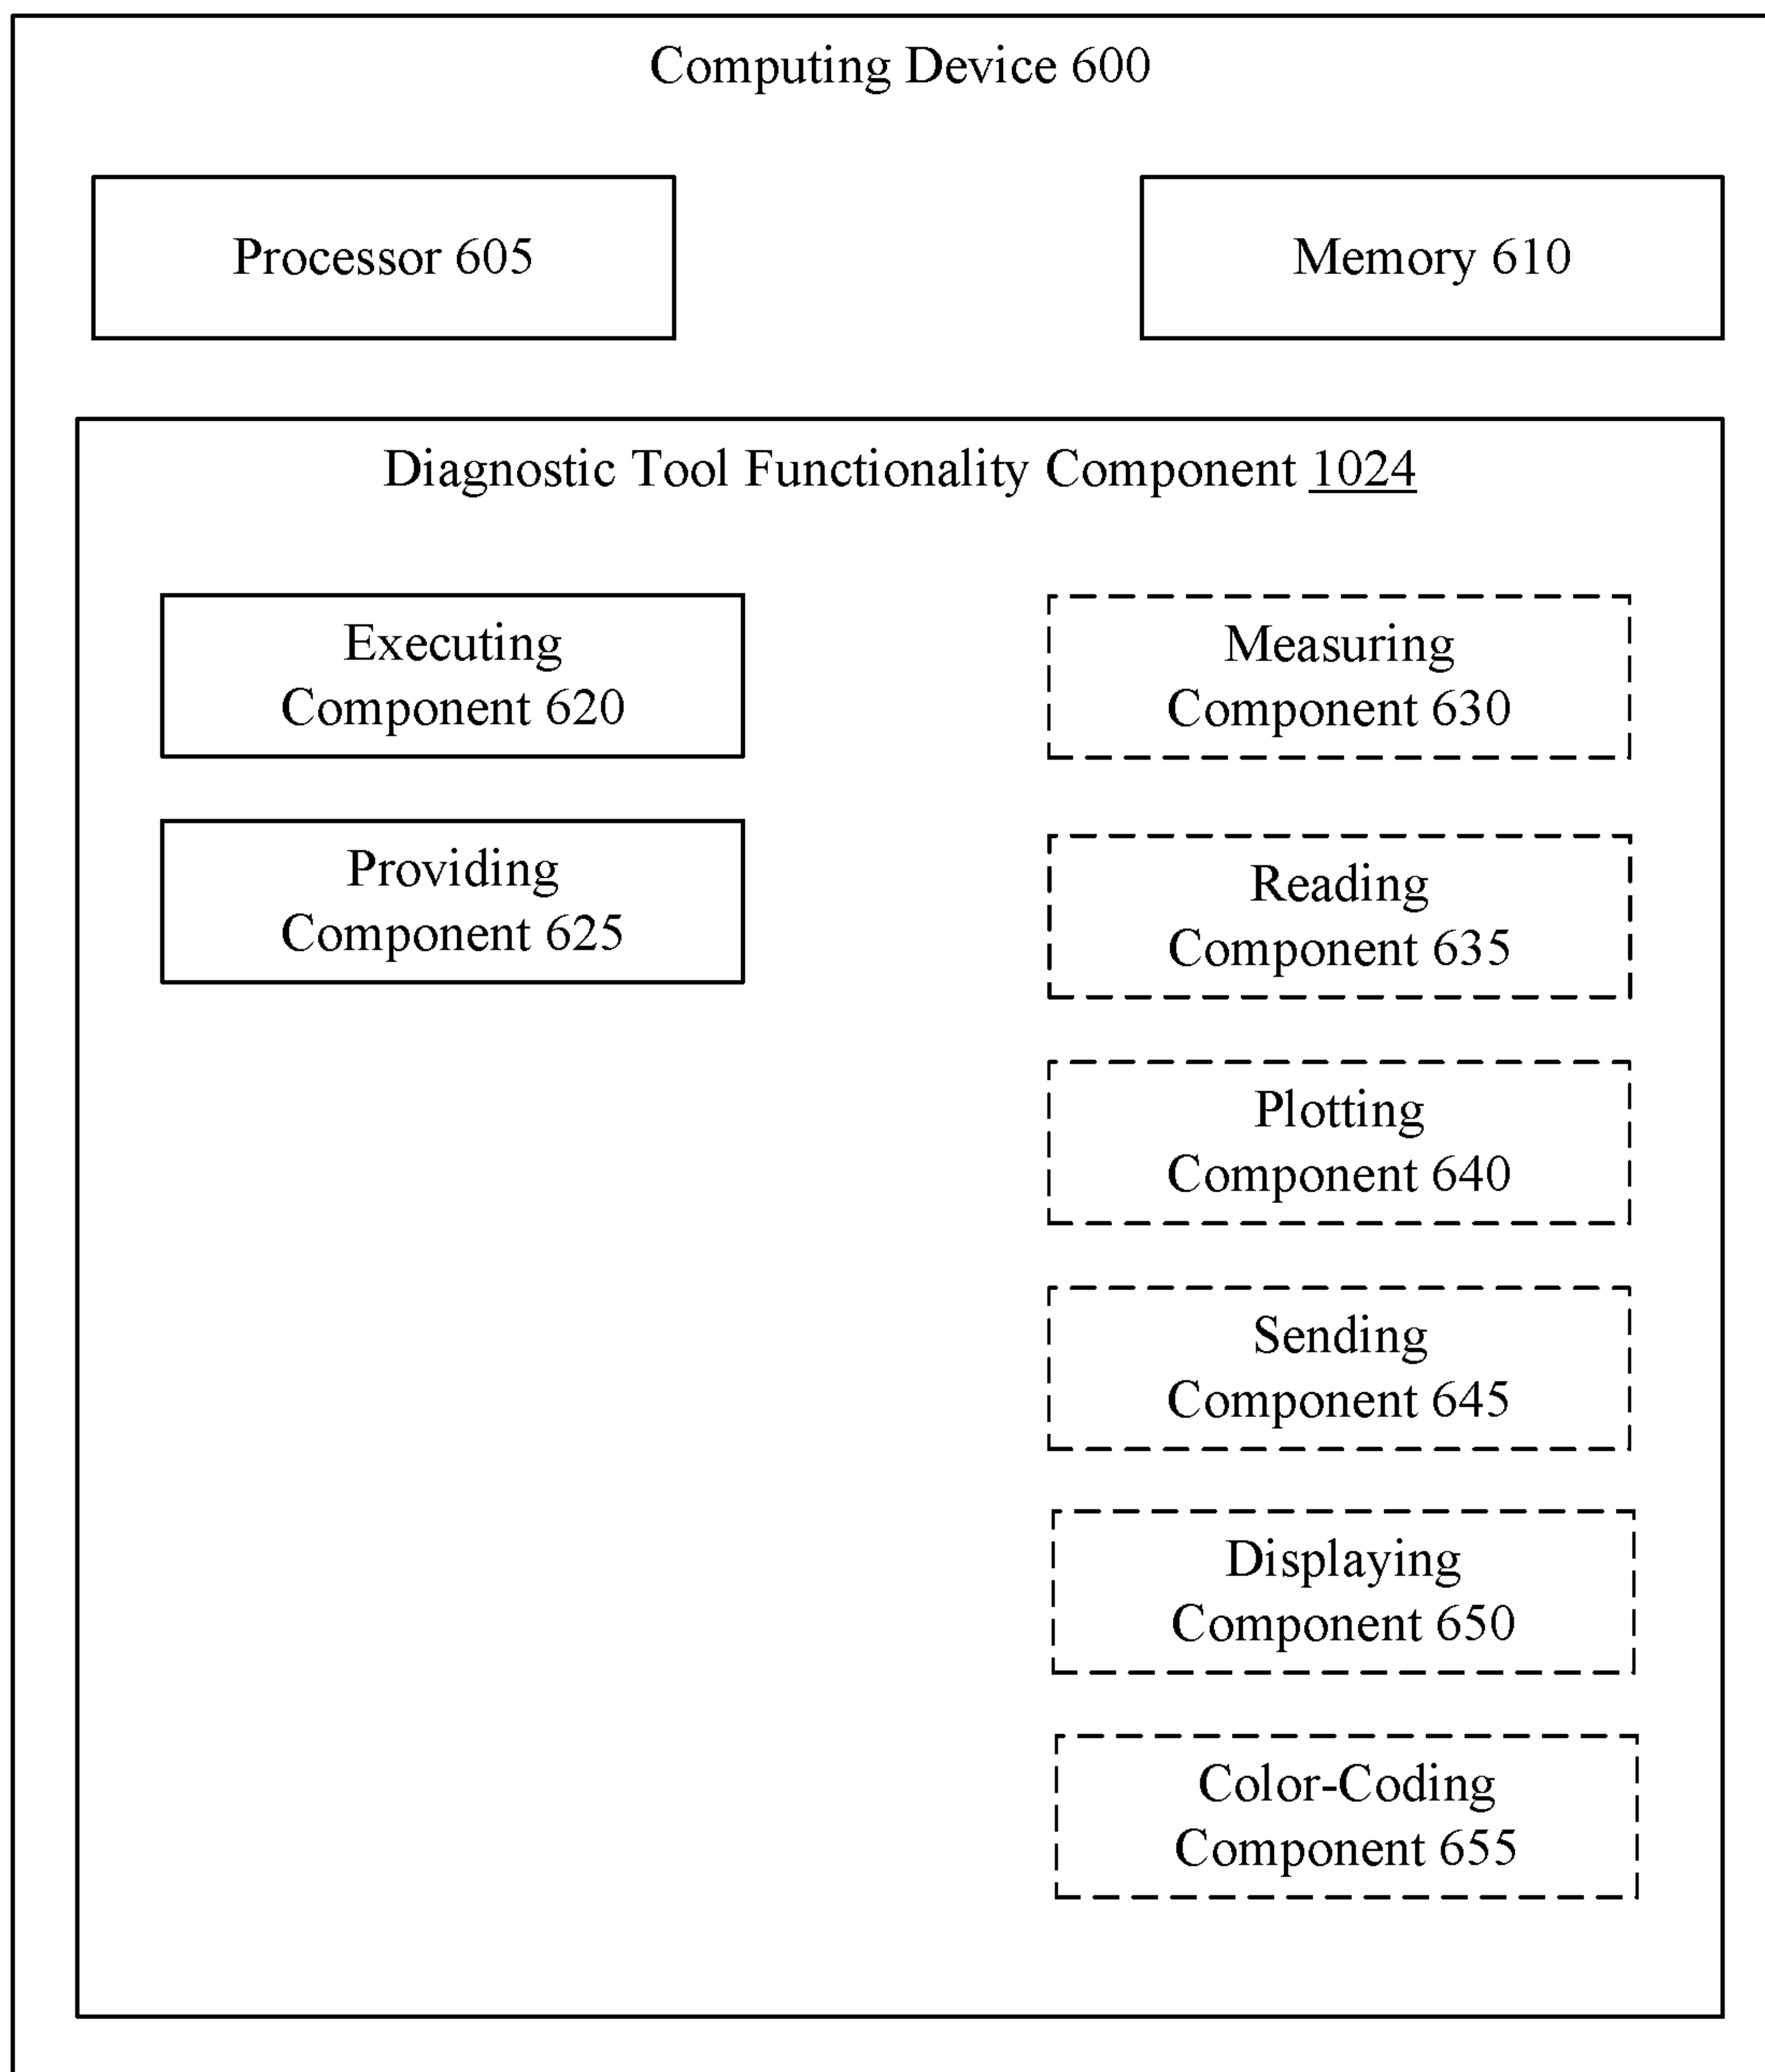 Computing Device 600
Processor 605
Memory 610
Diagnostic Tool Functionality Component 1024
Executing
Component 620
Providing
Component 625
Measuring
Component 630
Reading
Component 635
Plotting
Component 640
Sending
Component 645
Displaying
Component 650
Color-Coding
Component 655